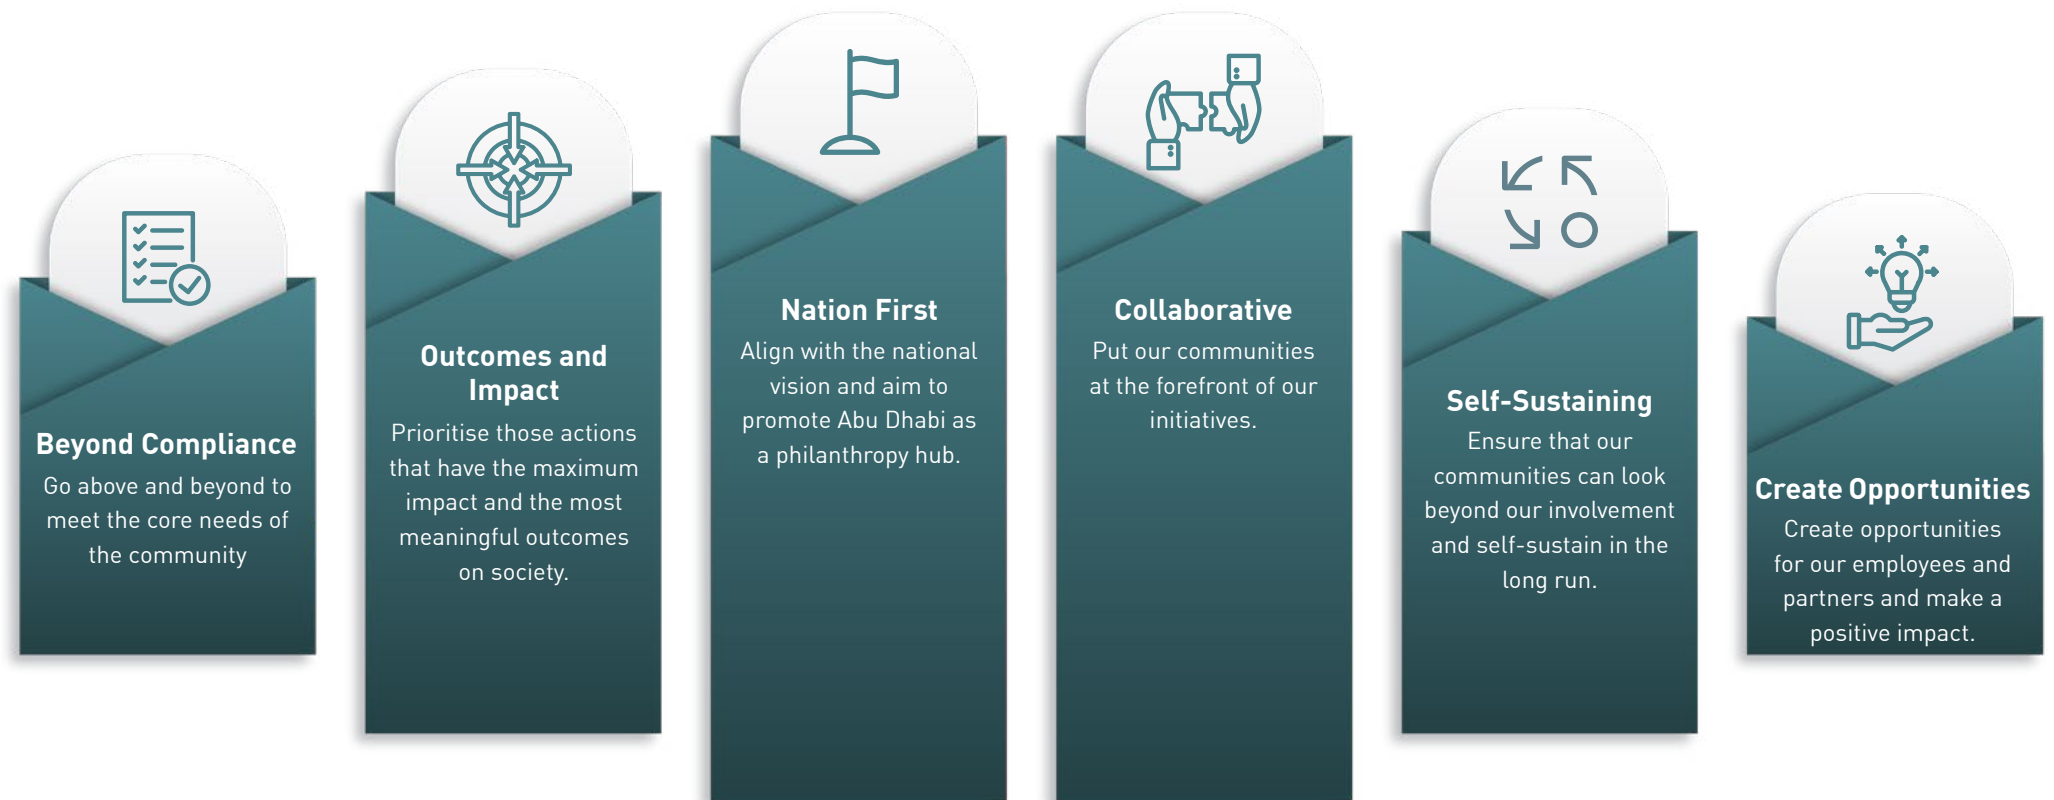 Beyond Compliance
Go above and beyond to
meet the core needs of
the community
Outcomes and
Impact
Prioritise those actions
that have the maximum
impact and the most
meaningful outcomes
on society.
Nation First
Align with the national
vision and aim to
promote Abu Dhabi as
a philanthropy hub.
Collaborative
Put our communities
at the forefront of our
initiatives.
Self-Sustaining
Ensure that our
communities can look
beyond our involvement
and self-sustain in the
long run.
Create Opportunities
Create opportunities
for our employees and
partners and make a
positive impact.